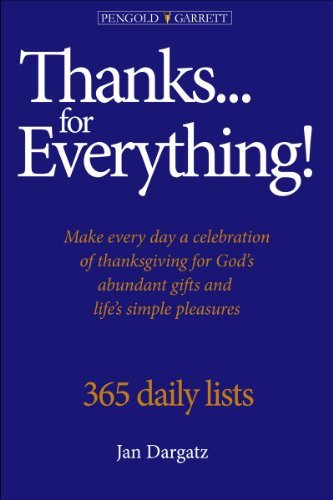 PENGOLD GARRETT
Thanks...
for
Everything!
Make every day a celebration
of thanksgiving for God's
abundant gifts and
life's simple pleasures
365 daily lists
Jan Dargatz